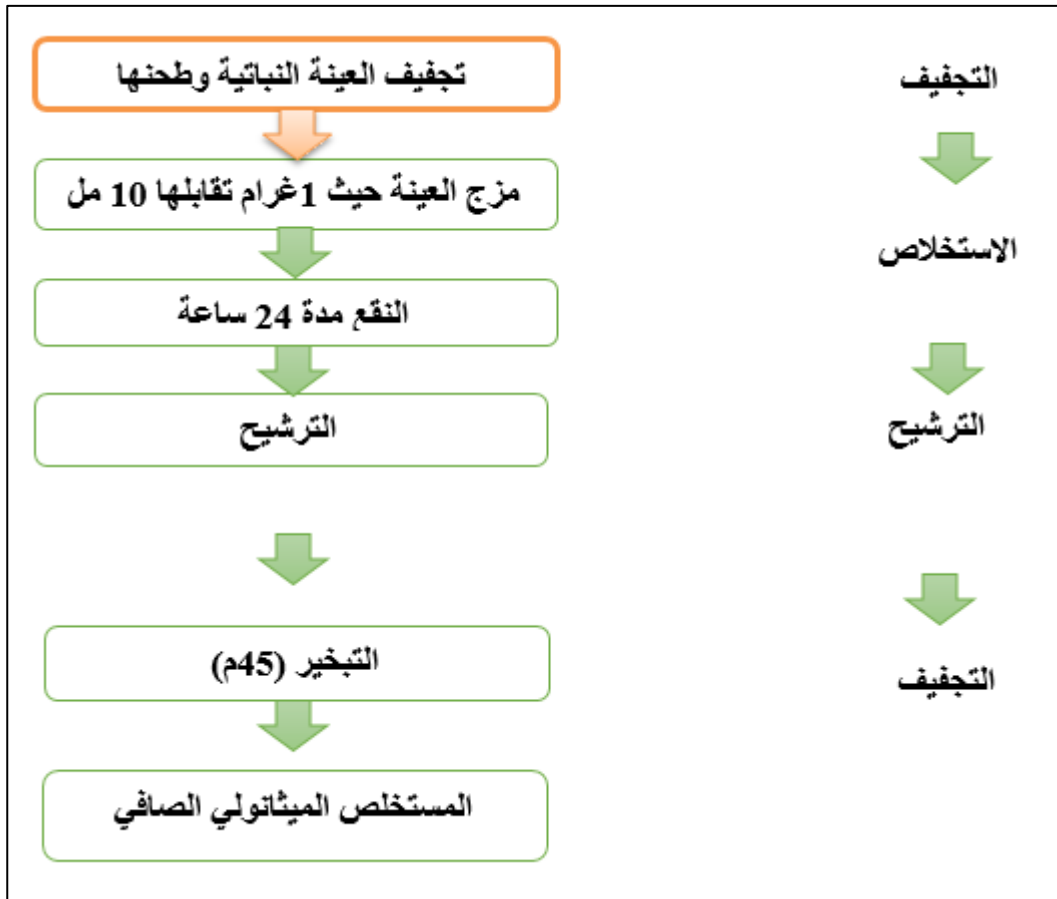 تجفيف العينة النباتية وطحنها
التجفيف
مزج العينة حيث 1غرام تقابلها 10 مل
الاستخلاص
النقع مدة 24 ساعة
الترشيح
الترشيح
التبخير (45م)
التجفيف
المستخلص الميثانولي الصافي